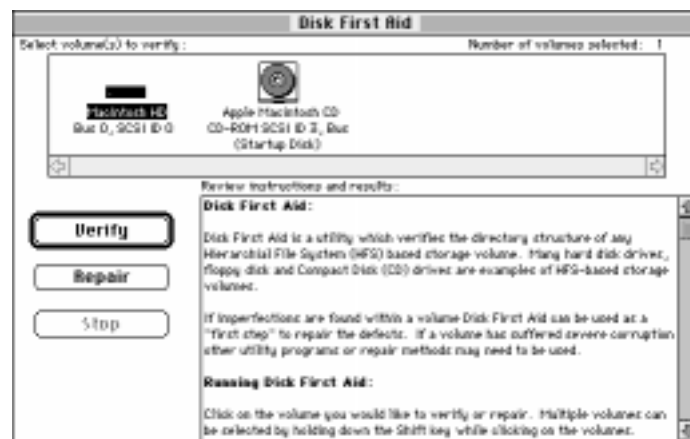 Disk First Aid
Select volume(s) to verify:
Number of volumes selected: 1
Macintosh HD
Bus 0, SCSI ID 0
Apple Macintosh CD
CD-ROM SCSI ID 3, Bus
(Startup Disk)
Review instructions and results:
Verify
Repair
Stop
Disk First Aid:
Disk First Aid is a utility which verifies the directory structure of any
Hierarchial File System (HFS) based storage volume. Many hard disk drives,
floppy disk and Compact Disk (CD) drives are examples of HFS-based storage
volumes.
If imperfections are found within a volume Disk First Aid can be used as a
"first step" to repair the defects. If a volume has suffered severe corruption
other utility programs or repair methods may need to be used.
Running Disk First Aid:
Click on the volume you would like to verify or repair. Multiple volumes can
be selected by holding down the Shift key while clicking on the volumes.